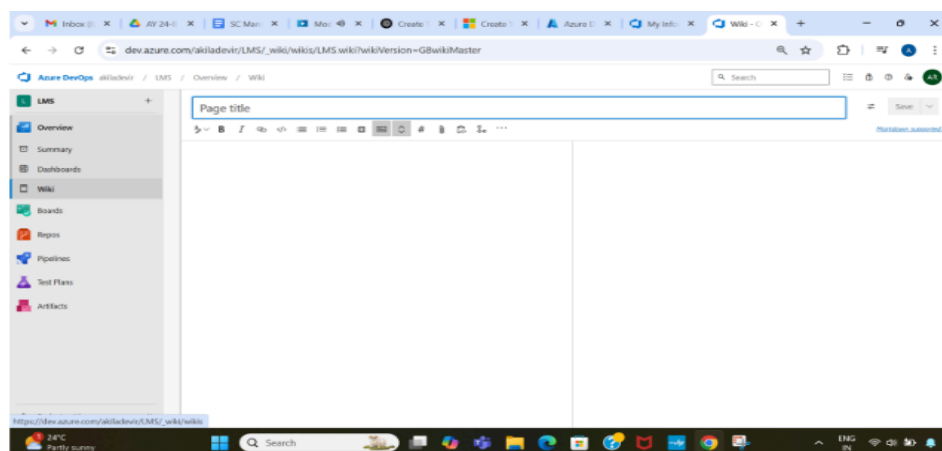 Inbox
AY 24-
SC Man
Create
Create
Azure D
My Info
Wiki -
dev.azure.com/akiladevir/LMS/_wiki/wikis/LMS.wiki?wikiVersion=GBwikiMaster
Azure DevOps akiladevir / LMS / Overview / Wiki
Search
AR
LMS
Page title
Save
Overview
B I
Markdown supported.
Summary
Dashboards
Wiki
Boards
Repos
Pipelines
Test Plans
Artifacts
https://dev.azure.com/akiladevir/LMS/_wiki/wikis
24°C
Partly sunny
Search
ENG
IN